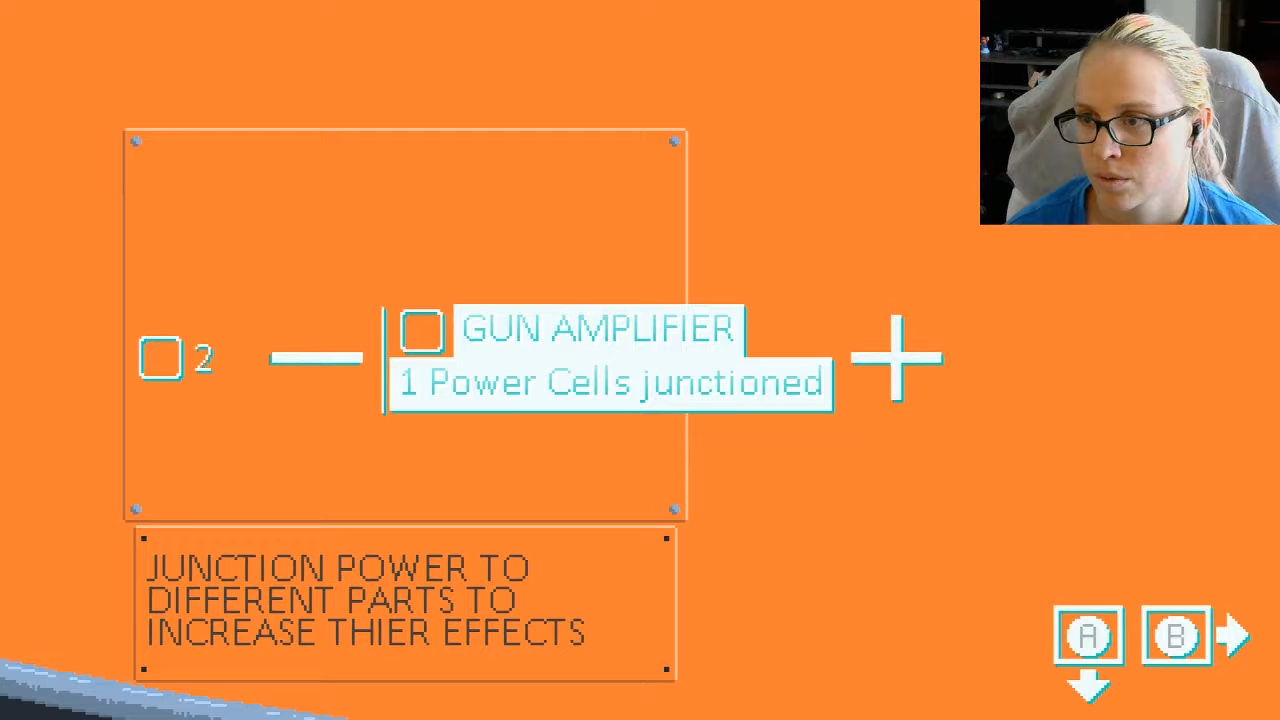 GUN AMPLIFIER
2
1 Power Cells junctioned
JUNCTION POWER TO
DIFFERENT PARTS TO
INCREASE THIER EFFECTS
A B